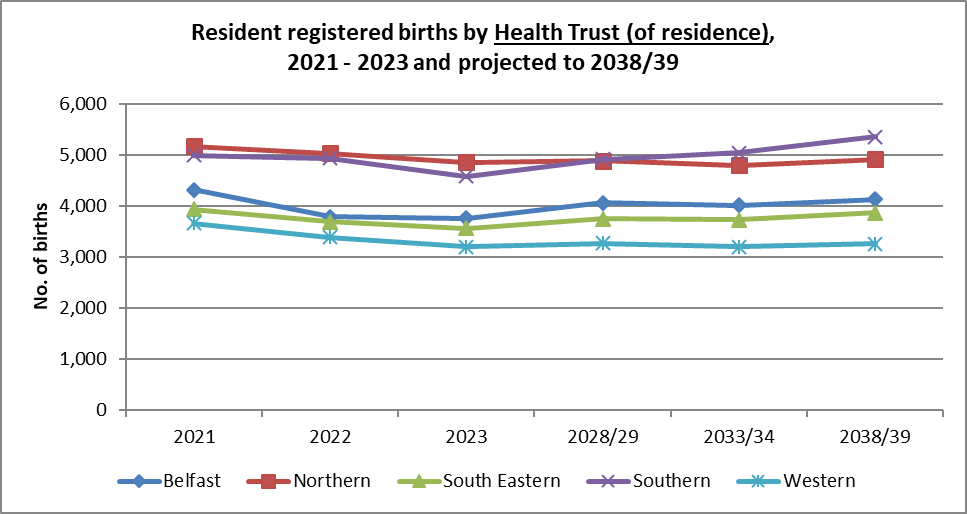 Resident registered births by Health Trust (of residence),
2021 - 2023 and projected to 2038/39
6,000
5,000
4,000
3,000
2,000
1,000
0
No. of births
2021 2022 2023 2028/29 2033/34 2038/39
Belfast Northern South Eastern Southern Western